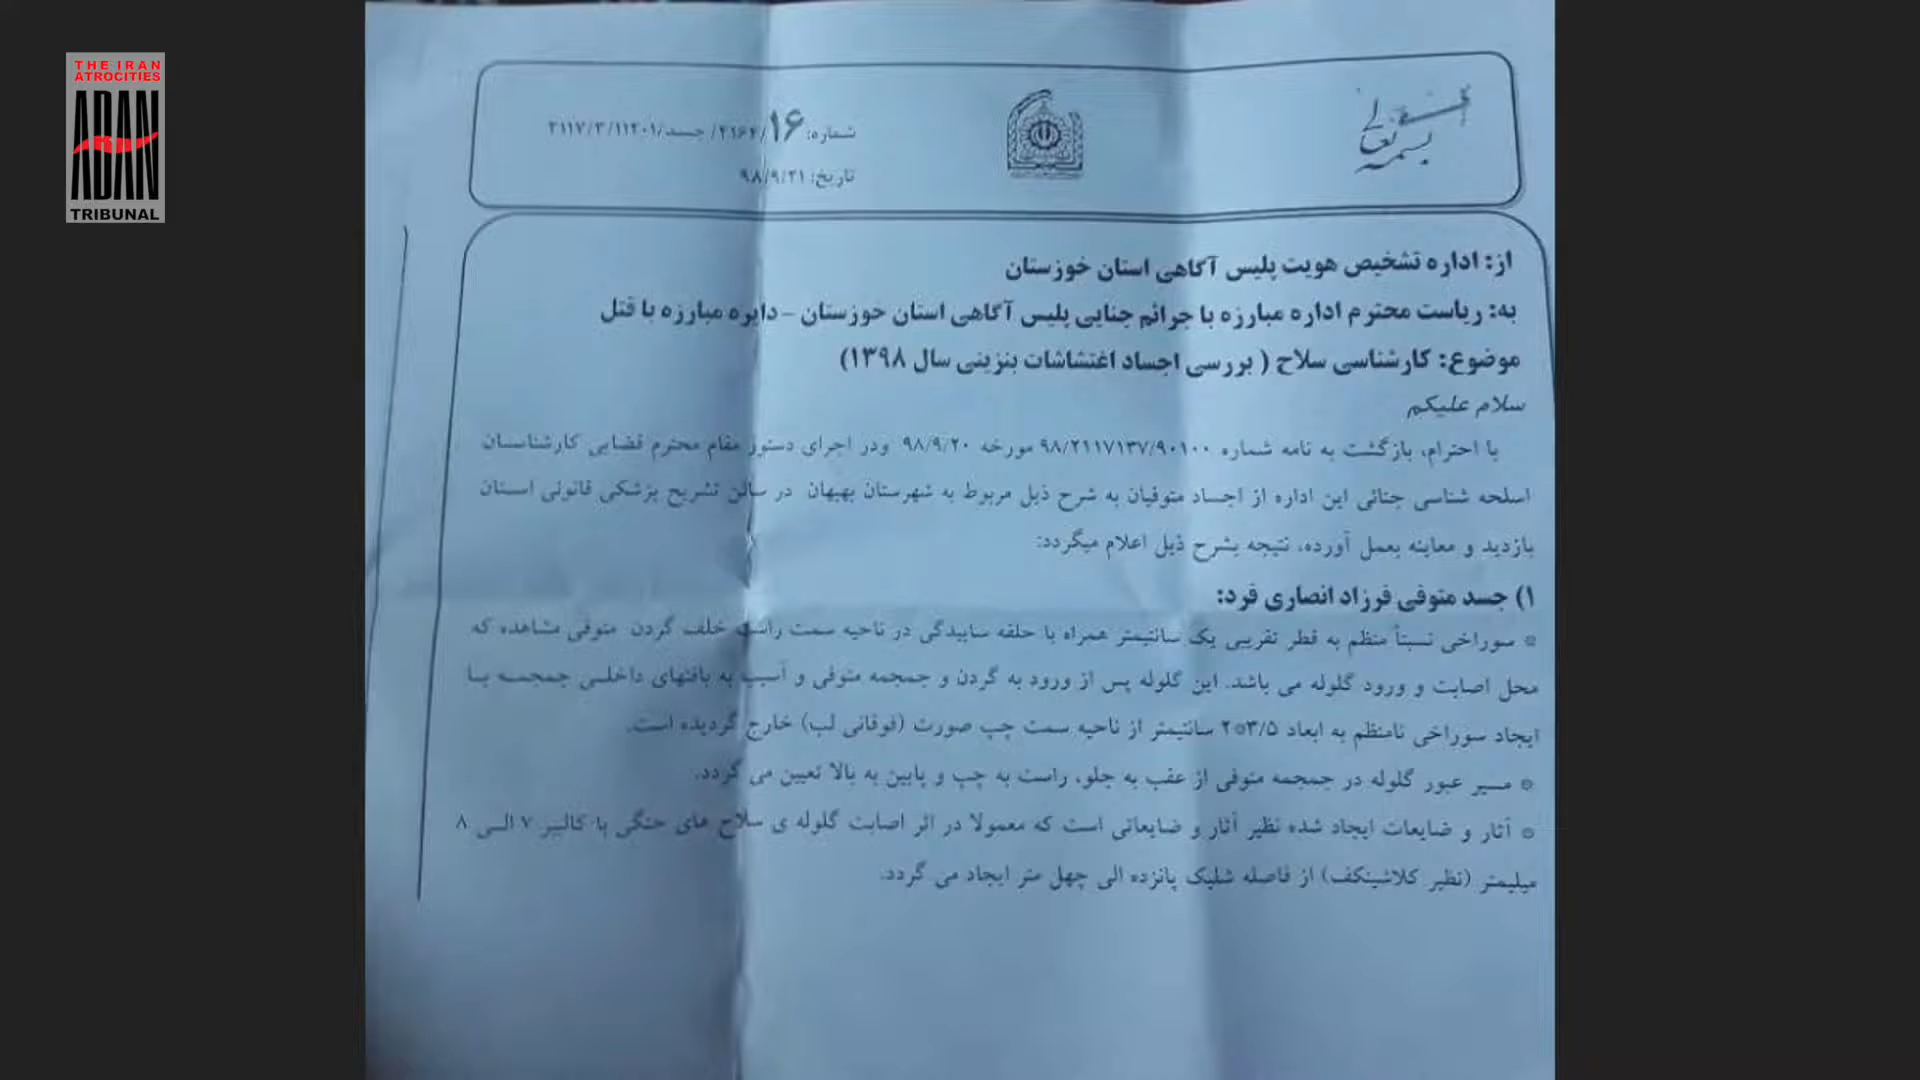 THE IRAN
ATROCITIES
ABAN
TRIBUNAL
بسمه تعالی
شماره: ۱۶/۲۱۶۴/ جسد/۲۱۱۷/۳/۱۱۲۰۱
تاریخ: ۹۸/۹/۲۱
از: اداره تشخیص هویت پلیس آگاهی استان خوزستان
به: ریاست محترم اداره مبارزه با جرائم جنایی پلیس آگاهی استان خوزستان – دایره مبارزه با قتل
موضوع: کارشناسی سلاح ( بررسی اجساد اغتشاشات بنزینی سال ۱۳۹۸)
سلام علیکم
با احترام، بازگشت به نامه شماره ۹۸/۲۱۱۷۱۳۷/۹۰۱۰۰ مورخه ۹۸/۹/۲۰ ودر اجرای دستور مقام محترم قضایی کارشناسان
اسلحه شناسی جنائی این اداره از اجساد متوفیان به شرح ذیل مربوط به شهرستان بهبهان در سالن تشریح پزشکی قانونی استان
بازدید و معاینه بعمل آورده، نتیجه بشرح ذیل اعلام میگردد:
۱) جسد متوفی فرزاد انصاری فرد:
* سوراخی نسبتاً منظم به قطر تقریبی یک سانتیمتر همراه با حلقه ساییدگی در ناحیه سمت راست خلف گردن متوفی مشاهده که
محل اصابت و ورود گلوله می باشد. این گلوله پس از ورود به گردن و جمجمه متوفی و آسیب به بافتهای داخلی جمجمه با
ایجاد سوراخی نامنظم به ابعاد ۲*۳/۵ سانتیمتر از ناحیه سمت چپ صورت (فوقانی لب) خارج گردیده است.
* مسیر عبور گلوله در جمجمه متوفی از عقب به جلو، راست به چپ و پایین به بالا تعیین می گردد.
* آثار و ضایعات ایجاد شده نظیر آثار و ضایعاتی است که معمولا در اثر اصابت گلوله ی سلاح های جنگی با کالیبر ۷ الی ۸
میلیمتر (نظیر کلاشینکف) از فاصله شلیک پانزده الی چهل متر ایجاد می گردد.